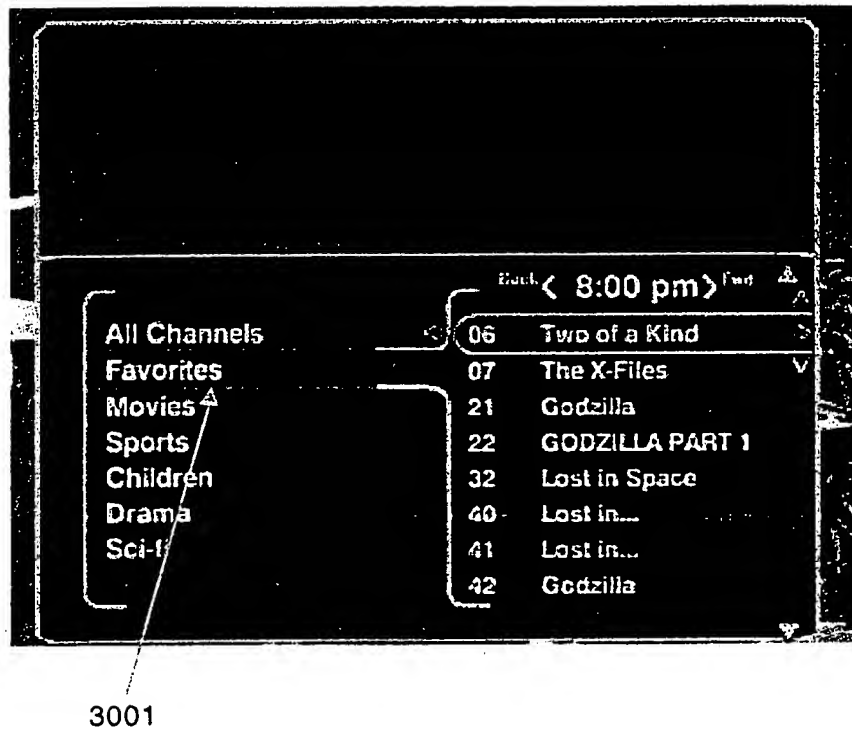 Back < 8:00 pm > Fwd
All Channels
Favorites
Movies
Sports
Children
Drama
Sci-fi
06 Two of a Kind
07 The X-Files
21 Godzilla
22 GODZILLA PART 1
32 Lost in Space
40 Lost in...
41 Lost in...
42 Godzilla
3001